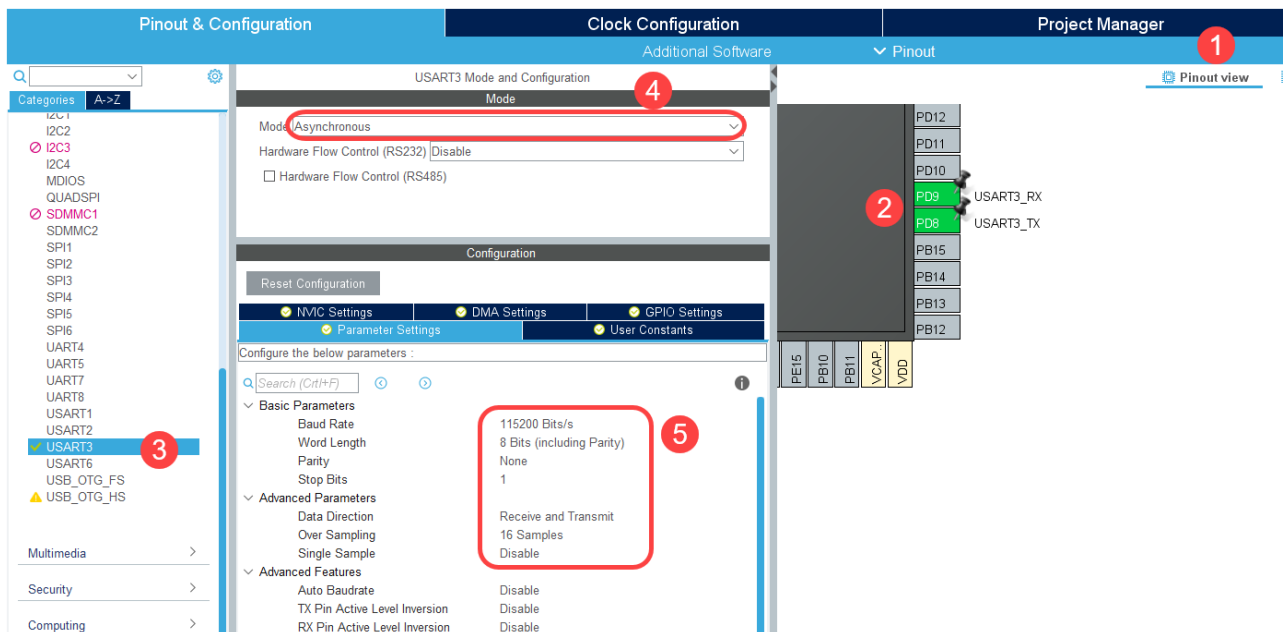 Pinout & Configuration
Clock Configuration
Project Manager
Additional Software
Pinout
1
Categories
A->Z
I2C1
I2C2
I2C3
I2C4
MDIOS
QUADSPI
SDMMC1
SDMMC2
SPI1
SPI2
SPI3
SPI4
SPI5
SPI6
UART4
UART5
UART7
UART8
USART1
USART2
USART3
3
USART6
USB_OTG_FS
USB_OTG_HS
Multimedia
Security
Computing
USART3 Mode and Configuration
4
Mode
Mode Asynchronous
Hardware Flow Control (RS232) Disable
Hardware Flow Control (RS485)
Configuration
Reset Configuration
NVIC Settings
DMA Settings
GPIO Settings
Parameter Settings
User Constants
Configure the below parameters :
Search (Crtl+F)
i
Basic Parameters
Baud Rate 115200 Bits/s
Word Length 8 Bits (including Parity)
Parity None
Stop Bits 1
5
Advanced Parameters
Data Direction Receive and Transmit
Over Sampling 16 Samples
Single Sample Disable
Advanced Features
Auto Baudrate Disable
TX Pin Active Level Inversion Disable
RX Pin Active Level Inversion Disable
Pinout view
PD12
PD11
PD10
2
PD9 USART3_RX
PD8 USART3_TX
PB15
PB14
PB13
PB12
PE15
PB10
PB11
VCAP..
VDD